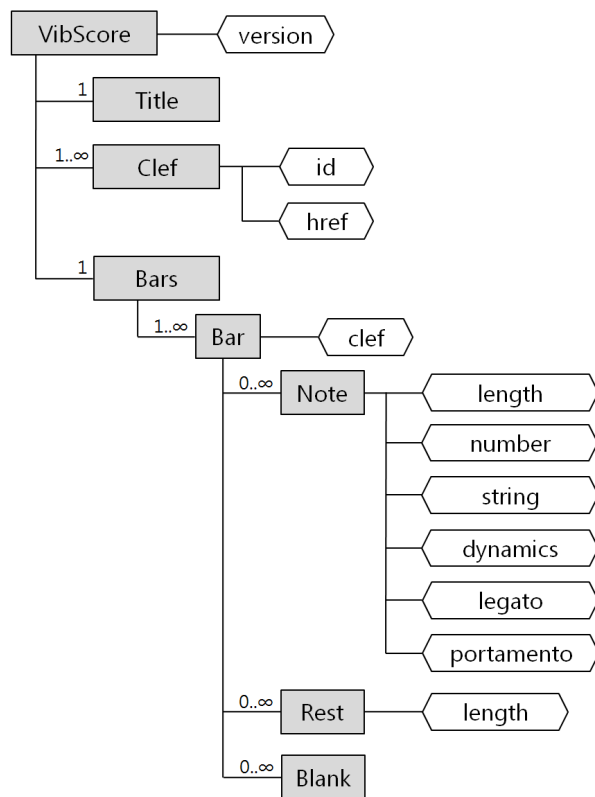 VibScore version
1 Title
1..∞ Clef id
href
1 Bars
1..∞ Bar clef
0..∞ Note length
number
string
dynamics
legato
portamento
0..∞ Rest length
0..∞ Blank